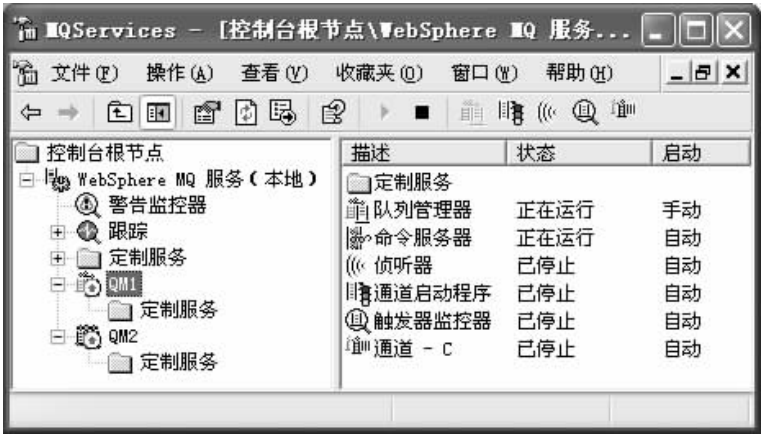 MQServices - [控制台根节点\WebSphere MQ 服务...
文件(F) 操作(A) 查看(V) 收藏夹(O) 窗口(W) 帮助(H)
控制台根节点
WebSphere MQ 服务(本地)
警告监控器
跟踪
定制服务
QM1
定制服务
QM2
定制服务
描述 状态 启动
定制服务
队列管理器 正在运行 手动
命令服务器 正在运行 自动
侦听器 已停止 自动
通道启动程序 已停止 自动
触发器监控器 已停止 自动
通道 - C 已停止 自动